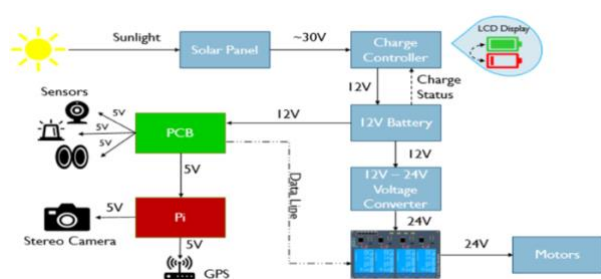 LCD Display
Sunlight
Solar Panel
~30V
Charge
Controller
Sensors
12V
Charge
Status
5V
5V
5V
PCB
12V
12V Battery
12V
5V
Data Line
12V – 24V
Voltage
Converter
Pi
5V
Stereo Camera
24V
5V
GPS
24V
Motors